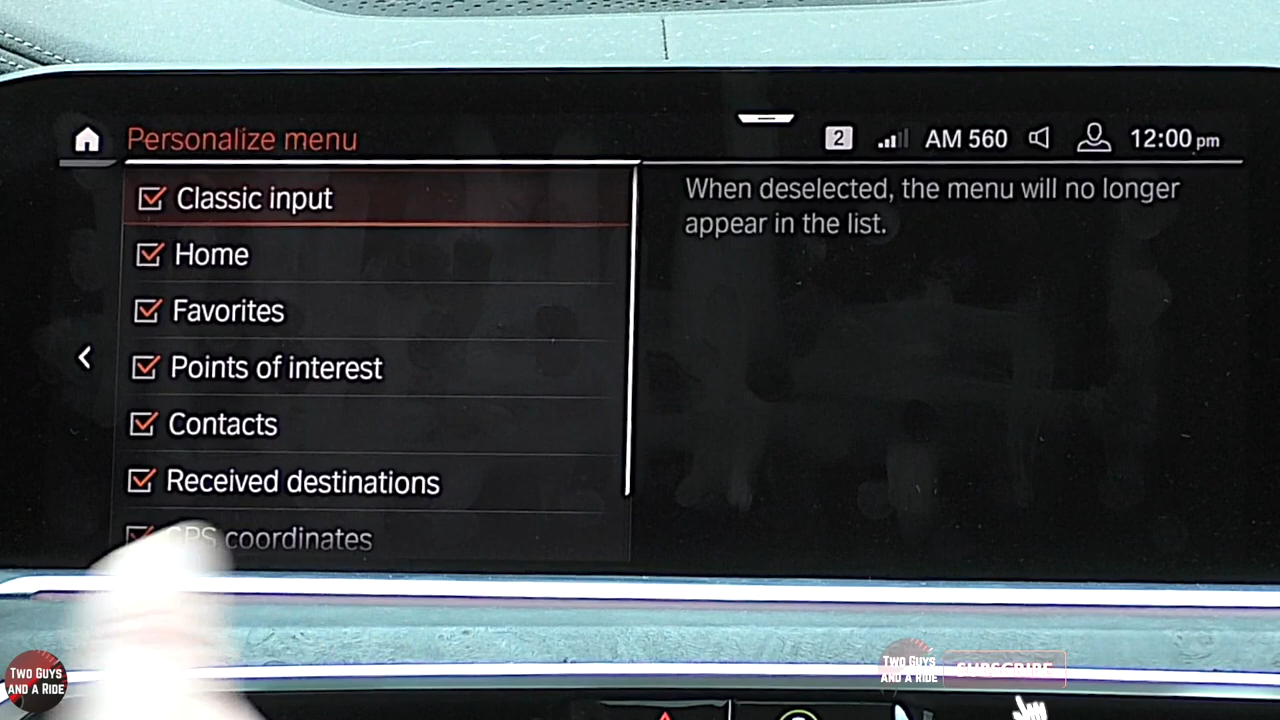 Personalize menu
2
AM 560
12:00 pm
Classic input
Home
Favorites
Points of interest
Contacts
Received destinations
GPS coordinates
When deselected, the menu will no longer
appear in the list.
TWO GUYS
AND A RIDE
TWO GUYS
AND A RIDE
SUBSCRIBE